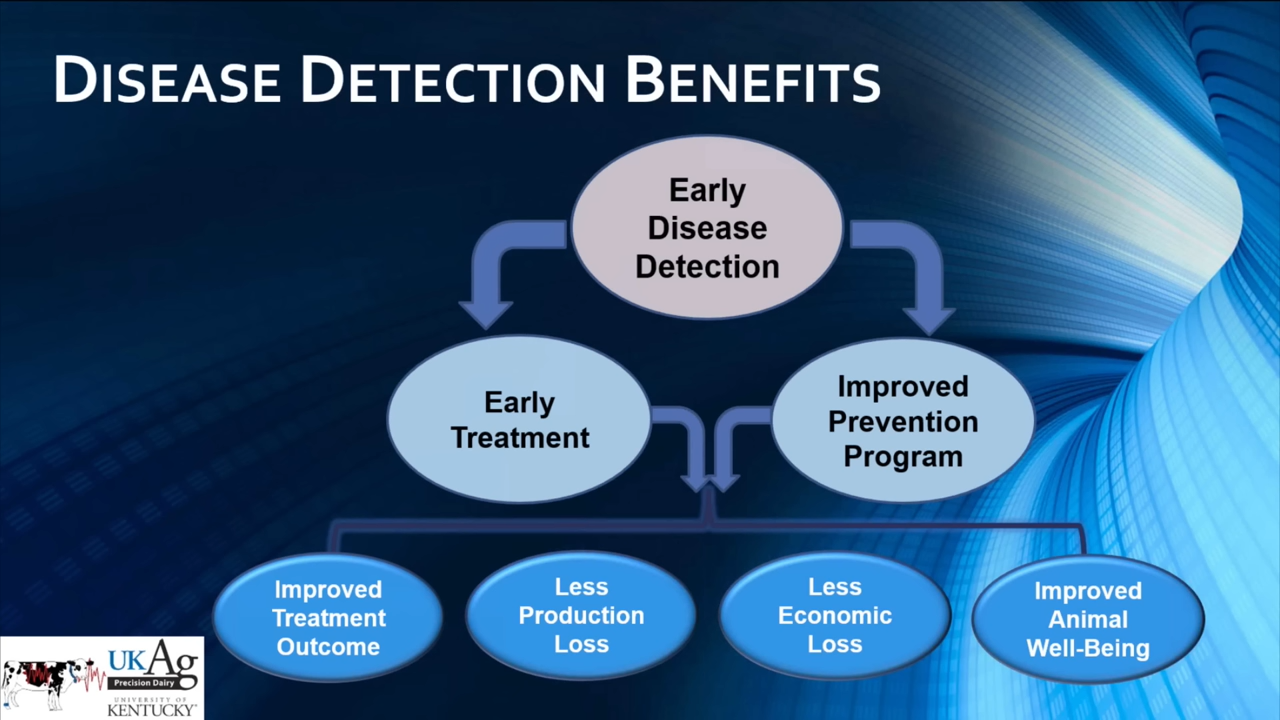 DISEASE DETECTION BENEFITS
Early
Disease
Detection
Early
Treatment
Improved
Prevention
Program
Improved
Treatment
Outcome
Less
Production
Loss
Less
Economic
Loss
Improved
Animal
Well-Being
UKAg
Precision Dairy
UNIVERSITY OF
KENTUCKY